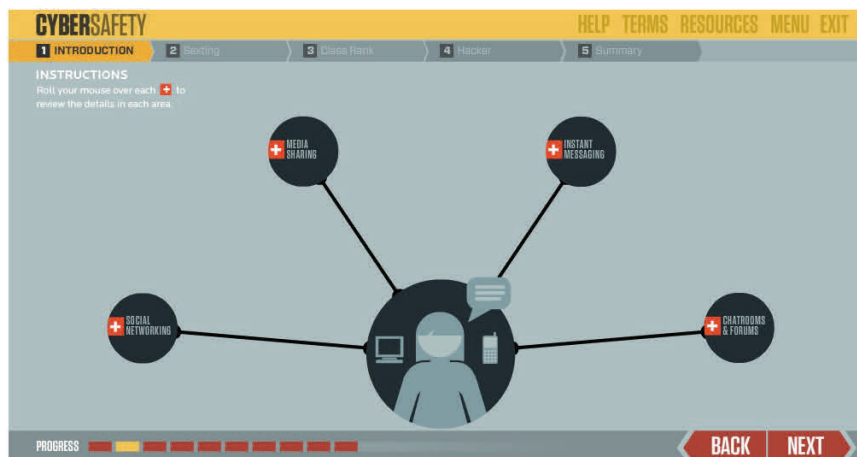 CYBERSAFETY
HELP TERMS RESOURCES MENU EXIT
1 INTRODUCTION 2 Sexting 3 Class Rank 4 Hacker 5 Summary
INSTRUCTIONS
Roll your mouse over each + to
review the details in each area.
MEDIA
SHARING
INSTANT
MESSAGING
SOCIAL
NETWORKING
CHATROOMS
& FORUMS
PROGRESS
BACK NEXT